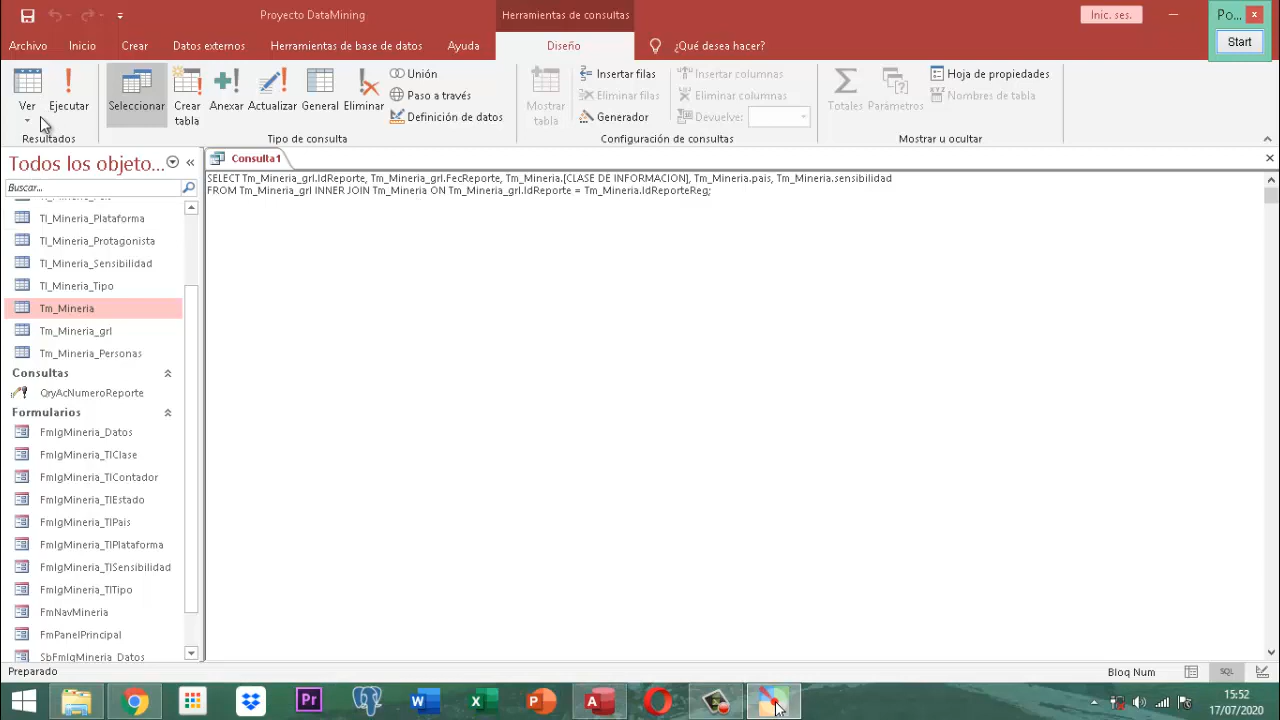 Proyecto DataMining
Herramientas de consultas
Inic. ses.
Po...
Start
Archivo
Inicio
Crear
Datos externos
Herramientas de base de datos
Ayuda
Diseño
¿Qué desea hacer?
Ver
Ejecutar
Resultados
Seleccionar
Crear tabla
Anexar
Actualizar
General
Eliminar
Unión
Paso a través
Definición de datos
Tipo de consulta
Mostrar tabla
Insertar filas
Eliminar filas
Generador
Insertar columnas
Eliminar columnas
Devuelve:
Configuración de consultas
Totales
Parámetros
Hoja de propiedades
Nombres de tabla
Mostrar u ocultar
Todos los objeto...
Buscar...
Consulta1
SELECT Tm_Mineria_grl.IdReporte, Tm_Mineria_grl.FecReporte, Tm_Mineria.[CLASE DE INFORMACION], Tm_Mineria.pais, Tm_Mineria.sensibilidad
FROM Tm_Mineria_grl INNER JOIN Tm_Mineria ON Tm_Mineria_grl.IdReporte = Tm_Mineria.IdReporteReg;
Tl_Mineria_Plataforma
Tl_Mineria_Protagonista
Tl_Mineria_Sensibilidad
Tl_Mineria_Tipo
Tm_Mineria
Tm_Mineria_grl
Tm_Mineria_Personas
Consultas
QryAcNumeroReporte
Formularios
FmIgMineria_Datos
FmIgMineria_TlClase
FmIgMineria_TlContador
FmIgMineria_TlEstado
FmIgMineria_TlPais
FmIgMineria_TlPlataforma
FmIgMineria_TlSensibilidad
FmIgMineria_TlTipo
FmNavMineria
FmPanelPrincipal
SbFmIgMineria_Datos
Preparado
Bloq Num
SQL
15:52
17/07/2020